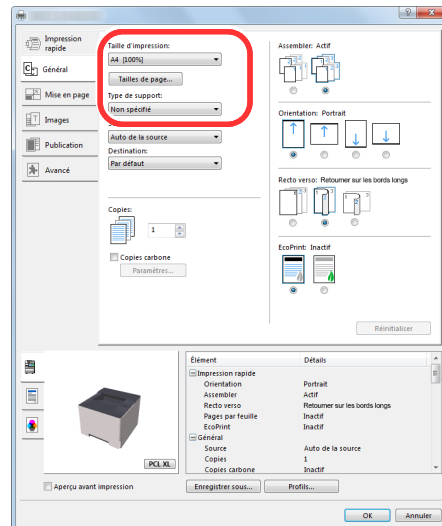 Impression
rapide
Général
Mise en page
Images
Publication
Avancé
Taille d'impression:
A4 [100%]
Tailles de page...
Type de support:
Non spécifié
Auto de la source
Destination:
Par défaut
Copies:
1
Copies carbone
Paramètres...
Assembler: Actif
Orientation: Portrait
Recto verso: Retourner sur les bords longs
EcoPrint: Inactif
Réinitialiser
PCL XL
Aperçu avant impression
Élément Détails
Impression rapide
Orientation Portrait
Assembler Actif
Recto verso Retourner sur les bords longs
Pages par feuille Inactif
EcoPrint Inactif
Général
Source Auto de la source
Copies 1
Copies carbone Inactif
Enregistrer sous... Profils...
OK Annuler